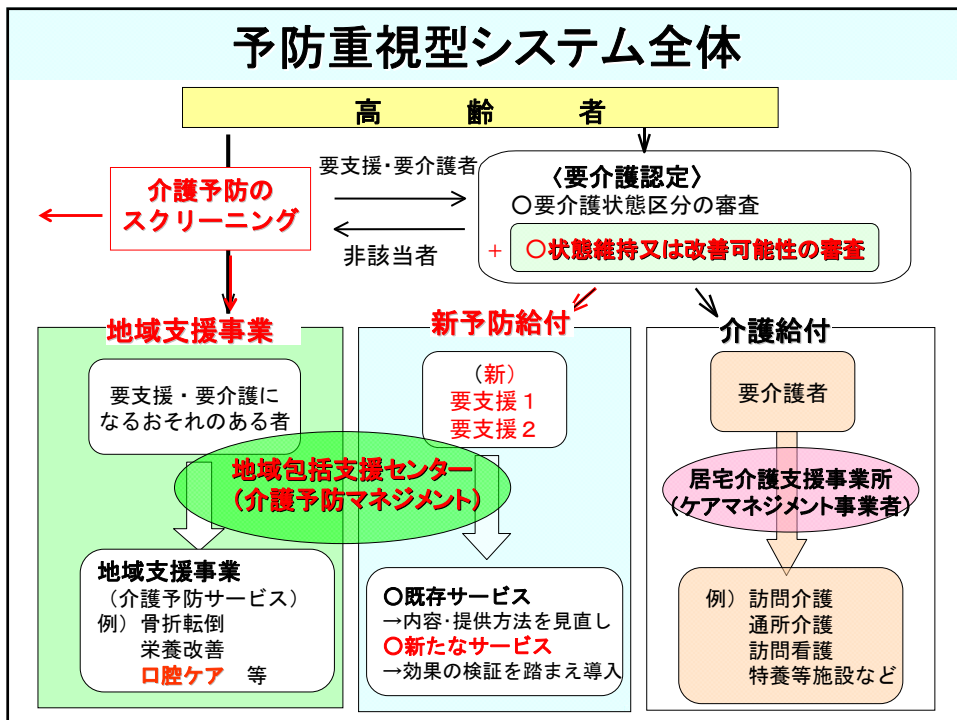 予防重視型システム全体
高　齢　者
介護予防の
スクリーニング
要支援・要介護者
非該当者
〈要介護認定〉
○要介護状態区分の審査
+ ○状態維持又は改善可能性の審査
地域支援事業
要支援・要介護に
なるおそれのある者
新予防給付
（新）
要支援１
要支援２
介護給付
要介護者
地域包括支援センター
（介護予防マネジメント）
居宅介護支援事業所
（ケアマネジメント事業者）
地域支援事業
（介護予防サービス）
例）骨折転倒
栄養改善
口腔ケア　等
○既存サービス
→内容・提供方法を見直し
○新たなサービス
→効果の検証を踏まえ導入
例）訪問介護
通所介護
訪問看護
特養等施設など